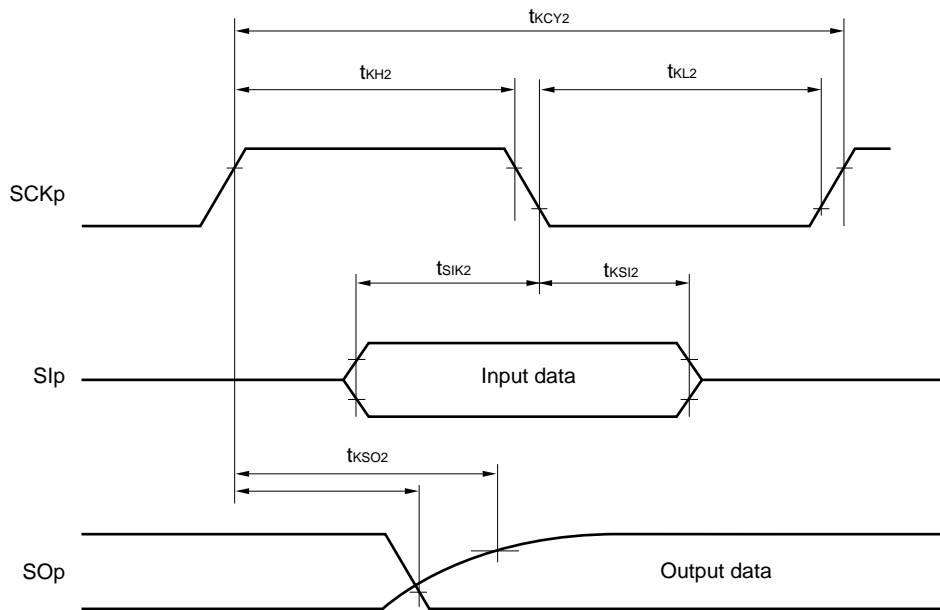 tKCY2
tKH2
tKL2
SCKp
tSIK2
tKSI2
SIp
Input data
tKSO2
SOp
Output data